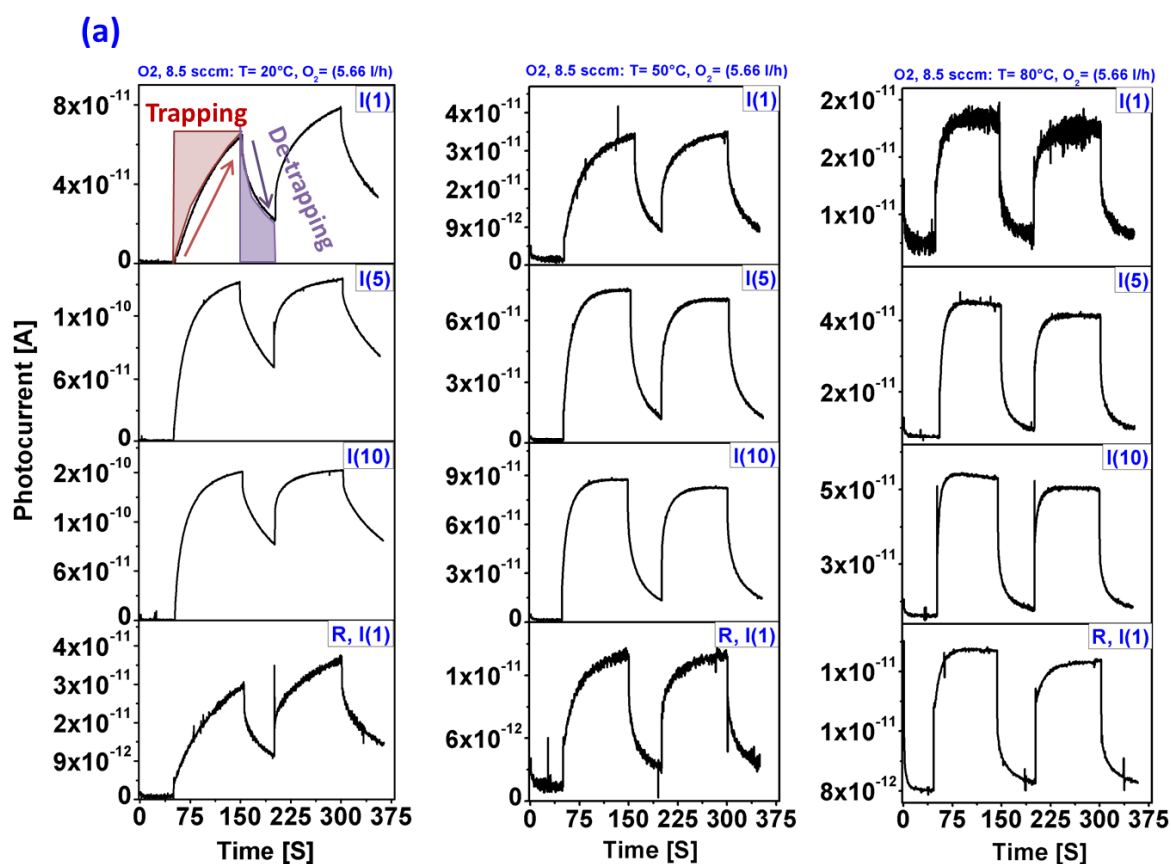 (a)
O2, 8.5 sccm: T= 20°C, O₂= (5.66 l/h)
I(1)
8x10⁻¹¹
4x10⁻¹¹
0
Trapping
De-trapping
I(5)
1x10⁻¹⁰
6x10⁻¹¹
0
I(10)
2x10⁻¹⁰
1x10⁻¹⁰
6x10⁻¹¹
0
R, I(1)
4x10⁻¹¹
3x10⁻¹¹
2x10⁻¹¹
9x10⁻¹²
0
0 75 150 225 300 375
Time [S]
Photocurrent [A]
O2, 8.5 sccm: T= 50°C, O₂= (5.66 l/h)
I(1)
4x10⁻¹¹
3x10⁻¹¹
2x10⁻¹¹
9x10⁻¹²
0
I(5)
6x10⁻¹¹
3x10⁻¹¹
0
I(10)
9x10⁻¹¹
6x10⁻¹¹
3x10⁻¹¹
0
R, I(1)
1x10⁻¹¹
6x10⁻¹²
0
0 75 150 225 300 375
Time [S]
O2, 8.5 sccm: T= 80°C, O₂= (5.66 l/h)
I(1)
2x10⁻¹¹
2x10⁻¹¹
1x10⁻¹¹
I(5)
4x10⁻¹¹
2x10⁻¹¹
I(10)
5x10⁻¹¹
3x10⁻¹¹
R, I(1)
1x10⁻¹¹
1x10⁻¹¹
8x10⁻¹²
0 75 150 225 300 375
Time [S]